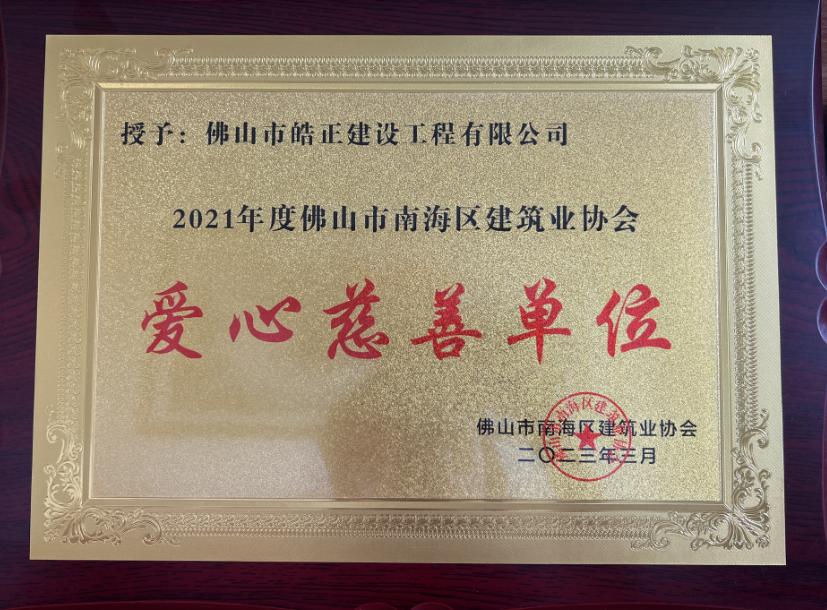 授予：佛山市皓正建设工程有限公司
2021年度佛山市南海区建筑业协会
爱心慈善单位
佛山市南海区建筑业协会
二〇二三年三月